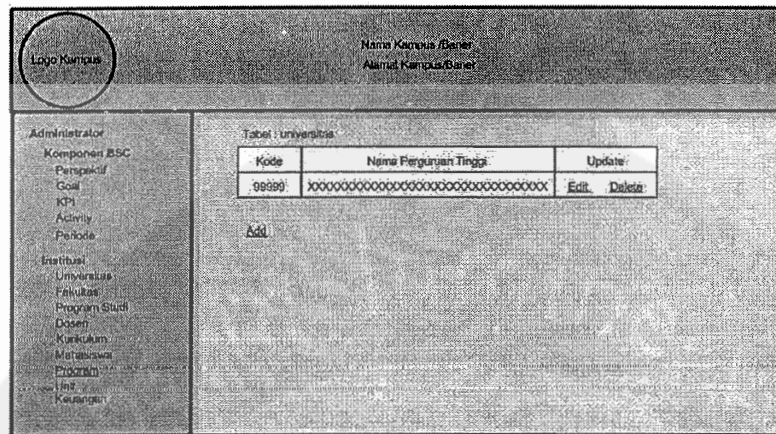 Logo Kampus
Nama Kampus /Baner
Alamat Kampus/Baner
Administrator
Komponen BSC
Perspektif
Goal
KPI
Activity
Periode
Institusi
Universitas
Fakultas
Program Studi
Dosen
Kurikulum
Mahasiswa
Program
Unit
Keuangan
Tabel : universitas
Kode Nama Perguruan Tinggi Update
99999 XXXXXXXXXXXXXXXXXXXXXXXXXXXXXXXX Edit Delete
Add